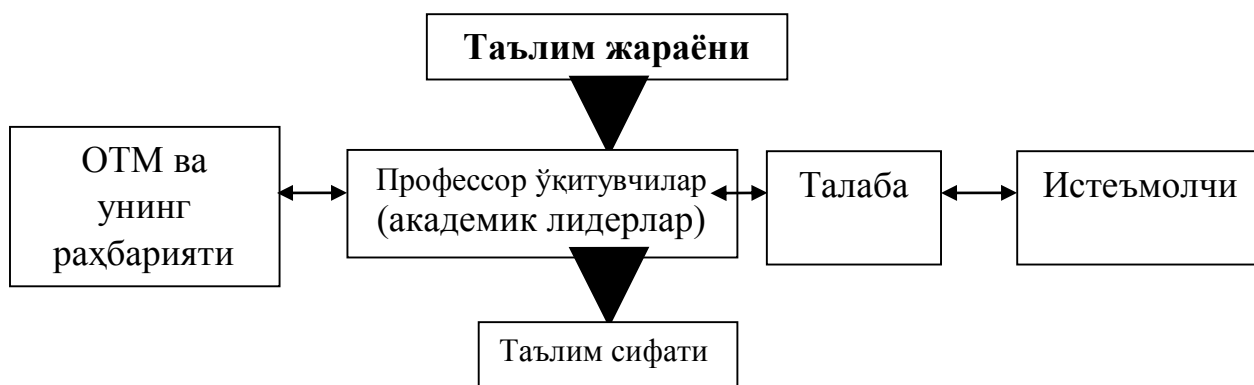 Таълим жараёни
ОТМ ва
унинг
раҳбарияти
Профессор ўқитувчилар
(академик лидерлар)
Талаба
Истеъмолчи
Таълим сифати